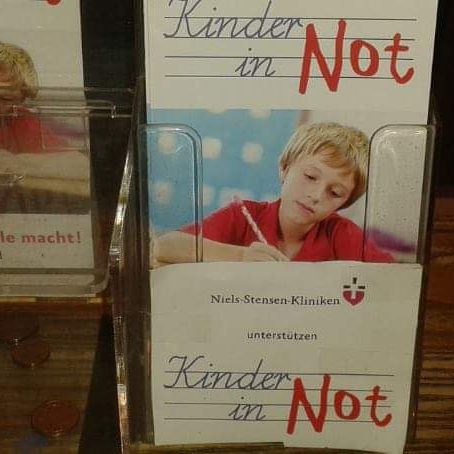 Kinder
in Not
le macht!
Niels-Stensen-Kliniken
unterstützen
Kinder
in Not